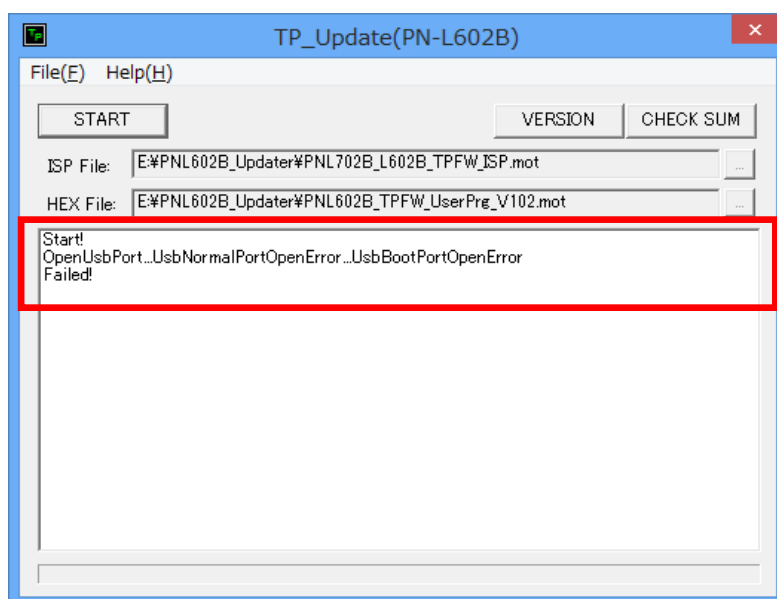 TP
TP_Update(PN-L602B)
File(F) Help(H)
START VERSION CHECK SUM
ISP File: E:¥PNL602B_Updater¥PNL702B_L602B_TPFW_ISP.mot ...
HEX File: E:¥PNL602B_Updater¥PNL602B_TPFW_UserPrg_V102.mot ...
Start!
OpenUsbPort...UsbNormalPortOpenError...UsbBootPortOpenError
Failed!